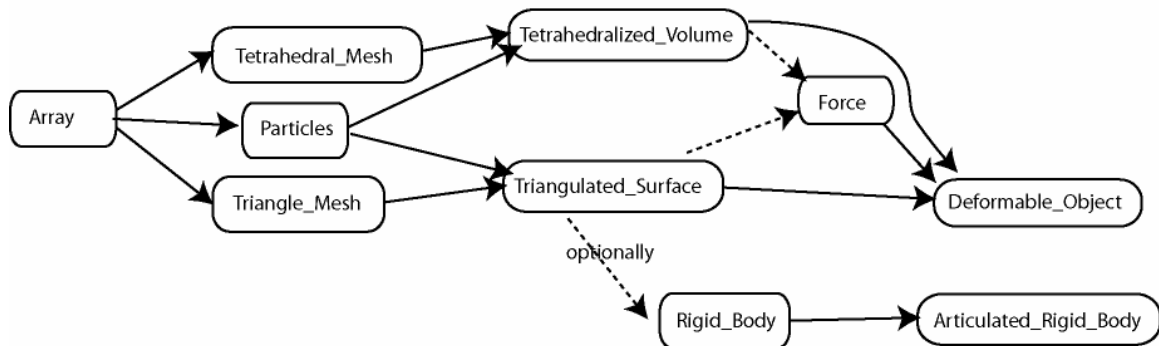 Tetrahedralized_Volume
Tetrahedral_Mesh
Force
Array
Particles
Triangulated_Surface
Triangle_Mesh
Deformable_Object
optionally
Rigid_Body
Articulated_Rigid_Body